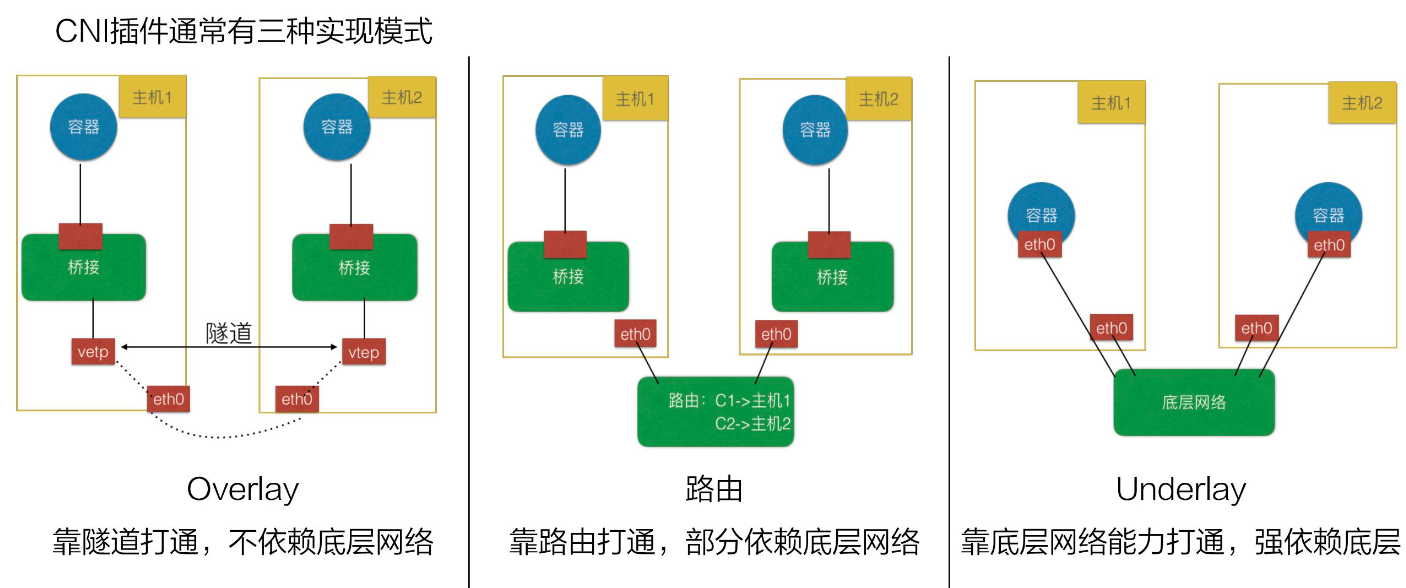 CNI插件通常有三种实现模式
主机1
容器
桥接
vetp
eth0
主机2
容器
桥接
vtep
eth0
隧道
Overlay
靠隧道打通，不依赖底层网络
主机1
容器
桥接
eth0
主机2
容器
桥接
eth0
路由：C1->主机1
C2->主机2
路由
靠路由打通，部分依赖底层网络
主机1
容器
eth0
eth0
主机2
容器
eth0
eth0
底层网络
Underlay
靠底层网络能力打通，强依赖底层